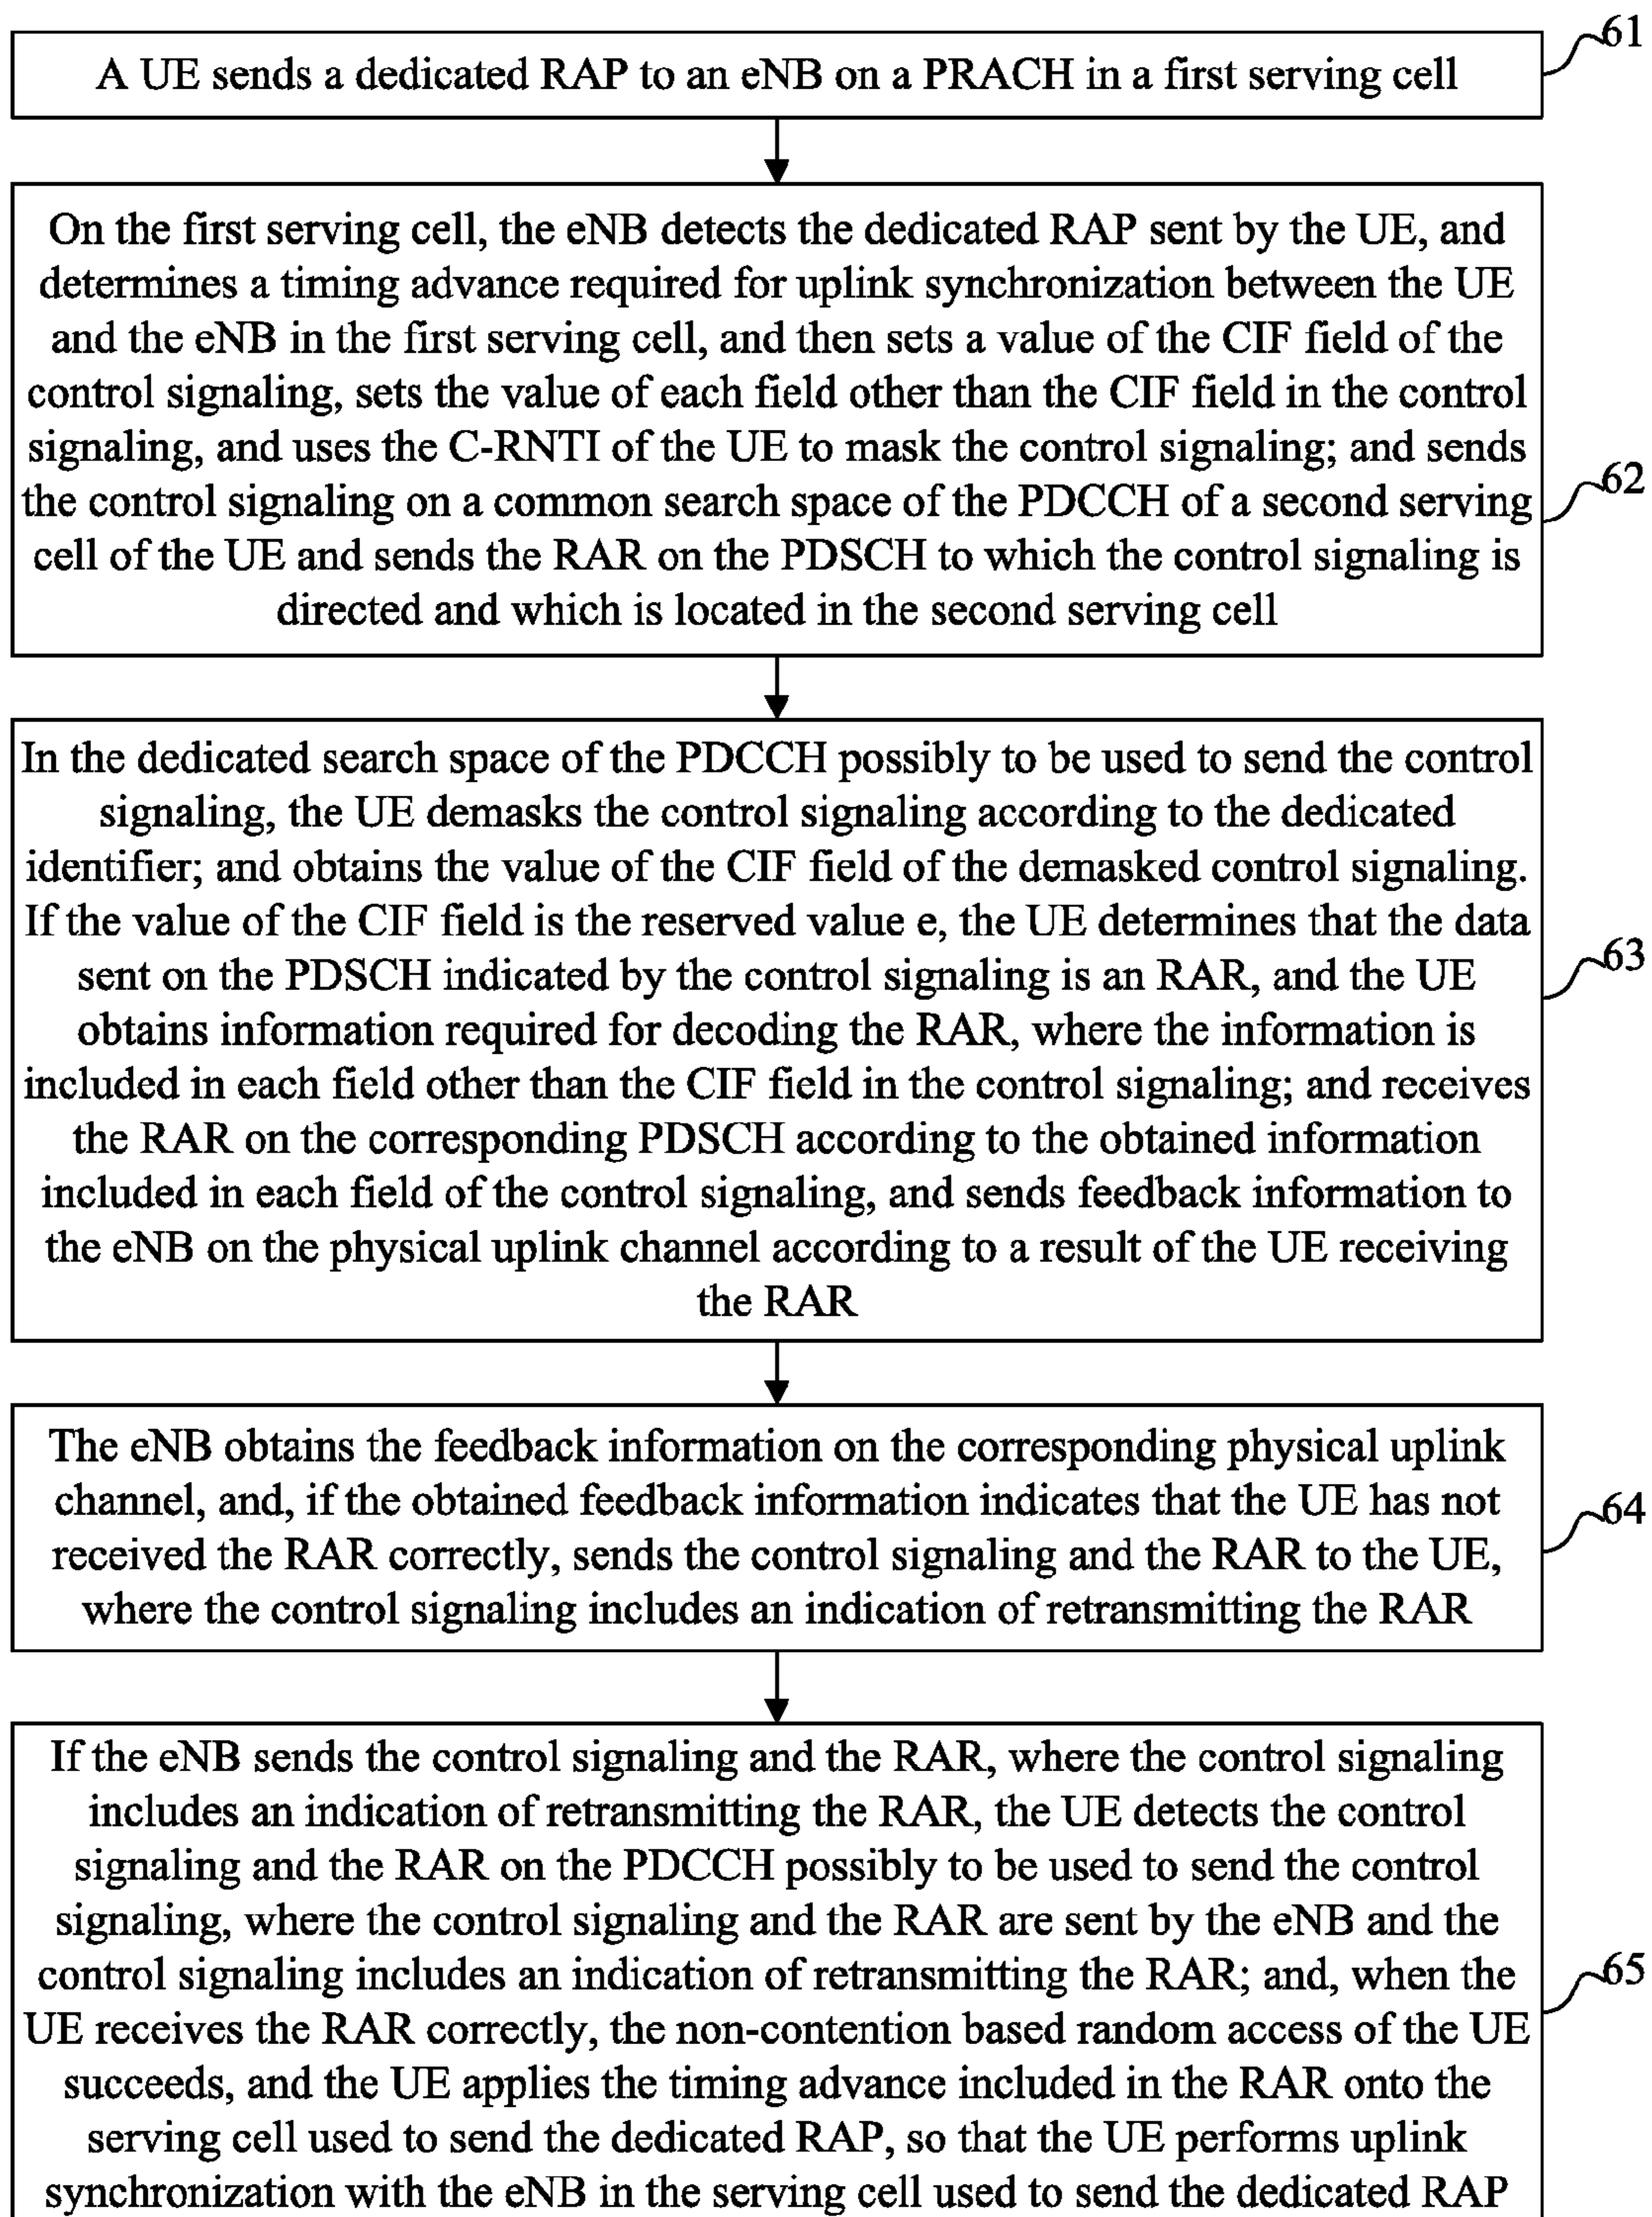 61
A UE sends a dedicated RAP to an eNB on a PRACH in a first serving cell
On the first serving cell, the eNB detects the dedicated RAP sent by the UE, and
determines a timing advance required for uplink synchronization between the UE
and the eNB in the first serving cell, and then sets a value of the CIF field of the
control signaling, sets the value of each field other than the CIF field in the control
signaling, and uses the C-RNTI of the UE to mask the control signaling; and sends
the control signaling on a common search space of the PDCCH of a second serving
cell of the UE and sends the RAR on the PDSCH to which the control signaling is
directed and which is located in the second serving cell
62
In the dedicated search space of the PDCCH possibly to be used to send the control
signaling, the UE demasks the control signaling according to the dedicated
identifier; and obtains the value of the CIF field of the demasked control signaling.
If the value of the CIF field is the reserved value e, the UE determines that the data
sent on the PDSCH indicated by the control signaling is an RAR, and the UE
obtains information required for decoding the RAR, where the information is
included in each field other than the CIF field in the control signaling; and receives
the RAR on the corresponding PDSCH according to the obtained information
included in each field of the control signaling, and sends feedback information to
the eNB on the physical uplink channel according to a result of the UE receiving
the RAR
63
The eNB obtains the feedback information on the corresponding physical uplink
channel, and, if the obtained feedback information indicates that the UE has not
received the RAR correctly, sends the control signaling and the RAR to the UE,
where the control signaling includes an indication of retransmitting the RAR
64
If the eNB sends the control signaling and the RAR, where the control signaling
includes an indication of retransmitting the RAR, the UE detects the control
signaling and the RAR on the PDCCH possibly to be used to send the control
signaling, where the control signaling and the RAR are sent by the eNB and the
control signaling includes an indication of retransmitting the RAR; and, when the
UE receives the RAR correctly, the non-contention based random access of the UE
succeeds, and the UE applies the timing advance included in the RAR onto the
serving cell used to send the dedicated RAP, so that the UE performs uplink
synchronization with the eNB in the serving cell used to send the dedicated RAP
65